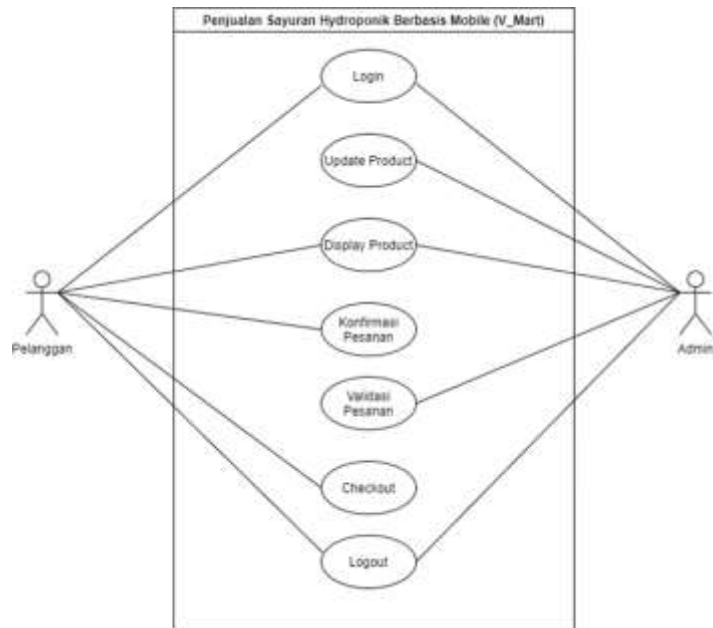 Penjualan Sayuran Hydroponik Berbasis Mobile (V_Mart)
Login
Update Product
Display Product
Konfirmasi
Pesanan
Pelanggan
Admin
Validasi
Pesanan
Checkout
Logout